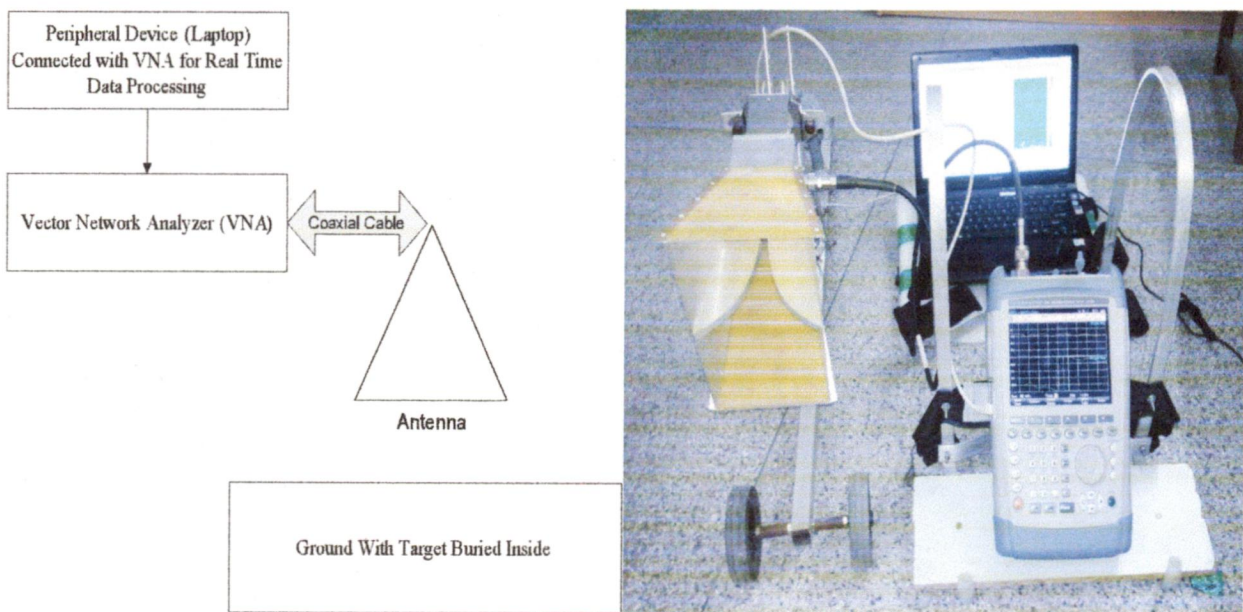 Peripheral Device (Laptop)
Connected with VNA for Real Time
Data Processing
Vector Network Analyzer (VNA)
Coaxial Cable
Antenna
Ground With Target Buried Inside